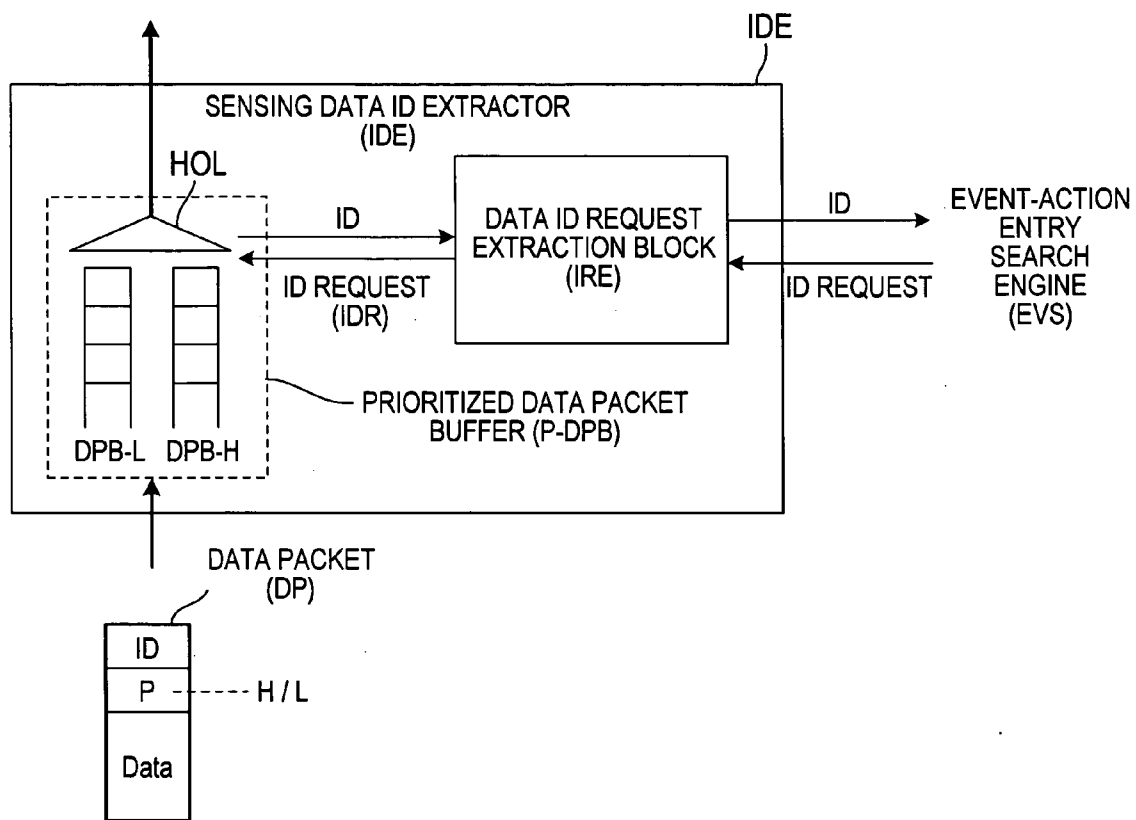 IDE
SENSING DATA ID EXTRACTOR
(IDE)
HOL
ID
ID REQUEST
(IDR)
DATA ID REQUEST
EXTRACTION BLOCK
(IRE)
ID
ID REQUEST
EVENT-ACTION
ENTRY
SEARCH
ENGINE
(EVS)
DPB-L
DPB-H
PRIORITIZED DATA PACKET
BUFFER (P-DPB)
DATA PACKET
(DP)
ID
P
H / L
Data